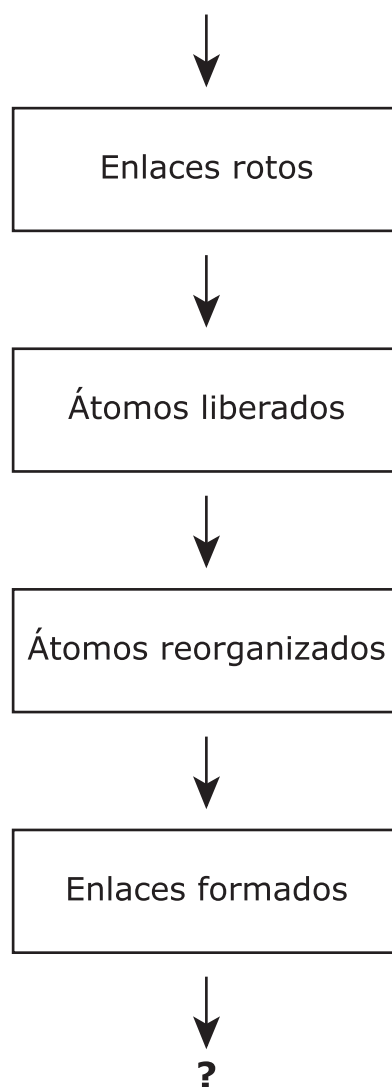 Enlaces rotos
Átomos liberados
Átomos reorganizados
Enlaces formados
?